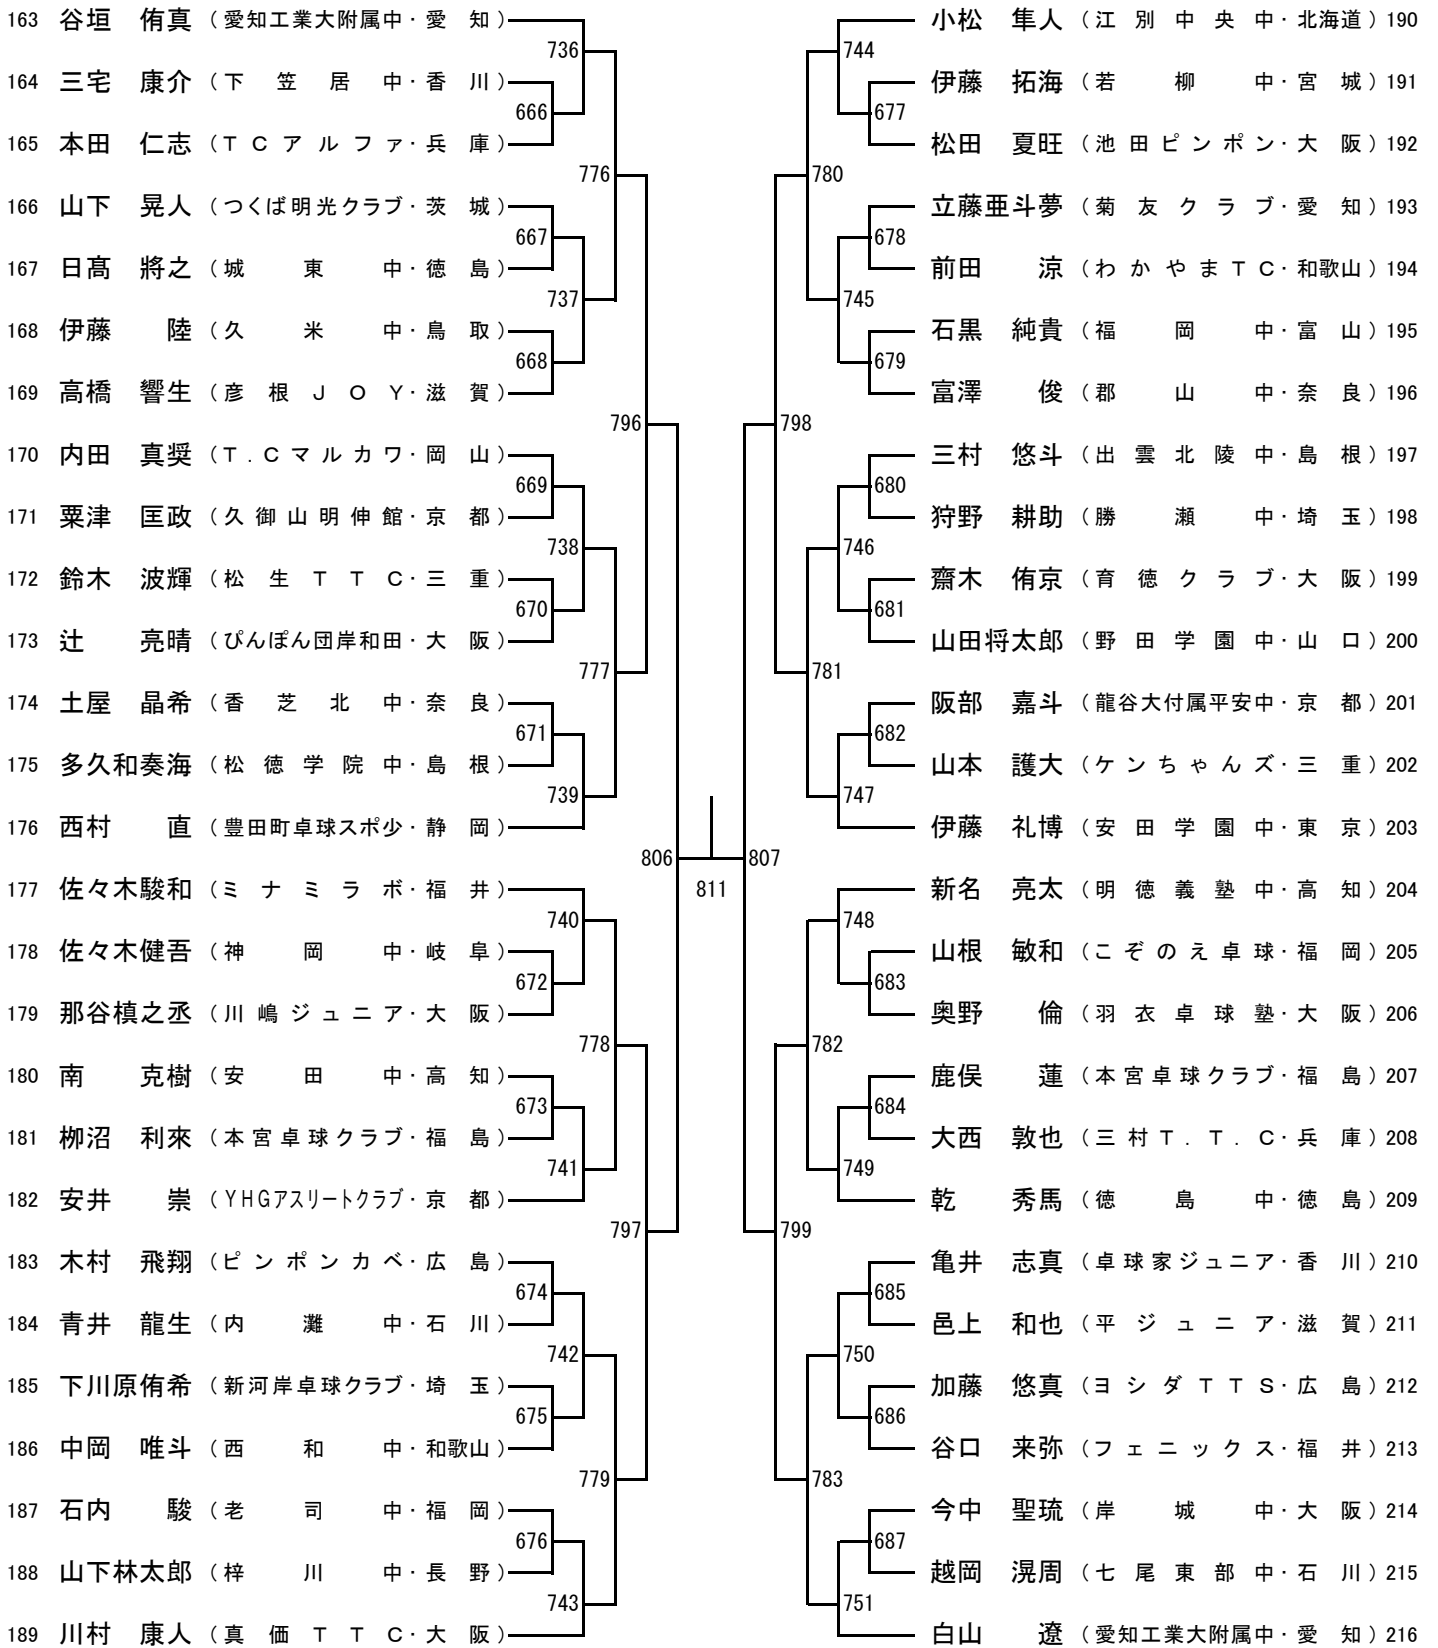 163 谷垣 侑真 (愛知工業大附属中・愛知)
736
164 三宅 康介 (下笠居中・香川)
666
165 本田 仁志 (TCアルファ・兵庫)
776
166 山下 晃人 (つくば明光クラブ・茨城)
667
167 日髙 將之 (城東中・徳島)
737
168 伊藤 陸 (久米中・鳥取)
668
169 高橋 響生 (彦根JOY・滋賀)
796
170 内田 真奨 (T.Cマルカワ・岡山)
669
171 粟津 匡政 (久御山明伸館・京都)
738
172 鈴木 波輝 (松生TTC・三重)
670
173 辻 亮晴 (ぴんぽん団岸和田・大阪)
777
174 土屋 晶希 (香芝北中・奈良)
671
175 多久和奏海 (松徳学院中・島根)
739
176 西村 直 (豊田町卓球スポ少・静岡)
806
177 佐々木駿和 (ミナミラボ・福井)
740
178 佐々木健吾 (神岡中・岐阜)
672
179 那谷槙之丞 (川嶋ジュニア・大阪)
778
180 南 克樹 (安田中・高知)
673
181 栁沼 利來 (本宮卓球クラブ・福島)
741
182 安井 崇 (YHGアスリートクラブ・京都)
797
183 木村 飛翔 (ピンポンカベ・広島)
674
184 青井 龍生 (内灘中・石川)
742
185 下川原侑希 (新河岸卓球クラブ・埼玉)
675
186 中岡 唯斗 (西和中・和歌山)
779
187 石内 駿 (老司中・福岡)
676
188 山下林太郎 (梓川中・長野)
743
189 川村 康人 (真価TTC・大阪)
811
小松 隼人 (江別中央中・北海道) 190
744
伊藤 拓海 (若柳中・宮城) 191
677
松田 夏旺 (池田ピンポン・大阪) 192
780
立藤亜斗夢 (菊友クラブ・愛知) 193
678
前田 涼 (わかやまTC・和歌山) 194
745
石黒 純貴 (福岡中・富山) 195
679
富澤 俊 (郡山中・奈良) 196
798
三村 悠斗 (出雲北陵中・島根) 197
680
狩野 耕助 (勝瀬中・埼玉) 198
746
齋木 侑京 (育徳クラブ・大阪) 199
681
山田将太郎 (野田学園中・山口) 200
781
阪部 嘉斗 (龍谷大付属平安中・京都) 201
682
山本 護大 (ケンちゃんズ・三重) 202
747
伊藤 礼博 (安田学園中・東京) 203
807
新名 亮太 (明徳義塾中・高知) 204
748
山根 敏和 (こぞのえ卓球・福岡) 205
683
奥野 倫 (羽衣卓球塾・大阪) 206
782
鹿俣 蓮 (本宮卓球クラブ・福島) 207
684
大西 敦也 (三村T.T.C・兵庫) 208
749
乾 秀馬 (徳島中・徳島) 209
799
亀井 志真 (卓球家ジュニア・香川) 210
685
邑上 和也 (平ジュニア・滋賀) 211
750
加藤 悠真 (ヨシダTTS・広島) 212
686
谷口 来弥 (フェニックス・福井) 213
783
今中 聖琉 (岸城中・大阪) 214
687
越岡 滉周 (七尾東部中・石川) 215
751
白山 遼 (愛知工業大附属中・愛知) 216